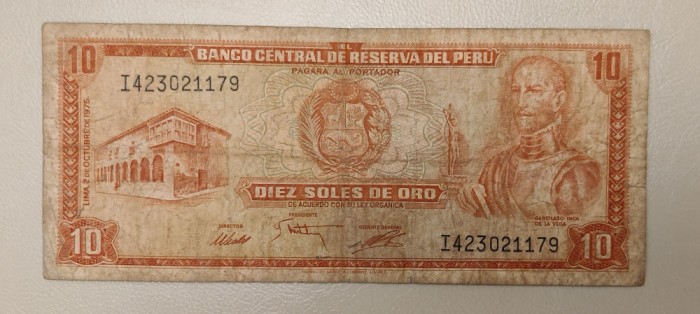 10
EL
BANCO CENTRAL DE RESERVA DEL PERÚ
10
PAGARA AL PORTADOR
I423021179
LIMA, 2 DE OCTUBRE DE 1975
DIEZ SOLES DE ORO
DE ACUERDO CON SU LEY ORGANICA
GARCILASO INCA
DE LA VEGA
DIRECTOR
PRESIDENTE
GERENTE GENERAL
I423021179
10
10